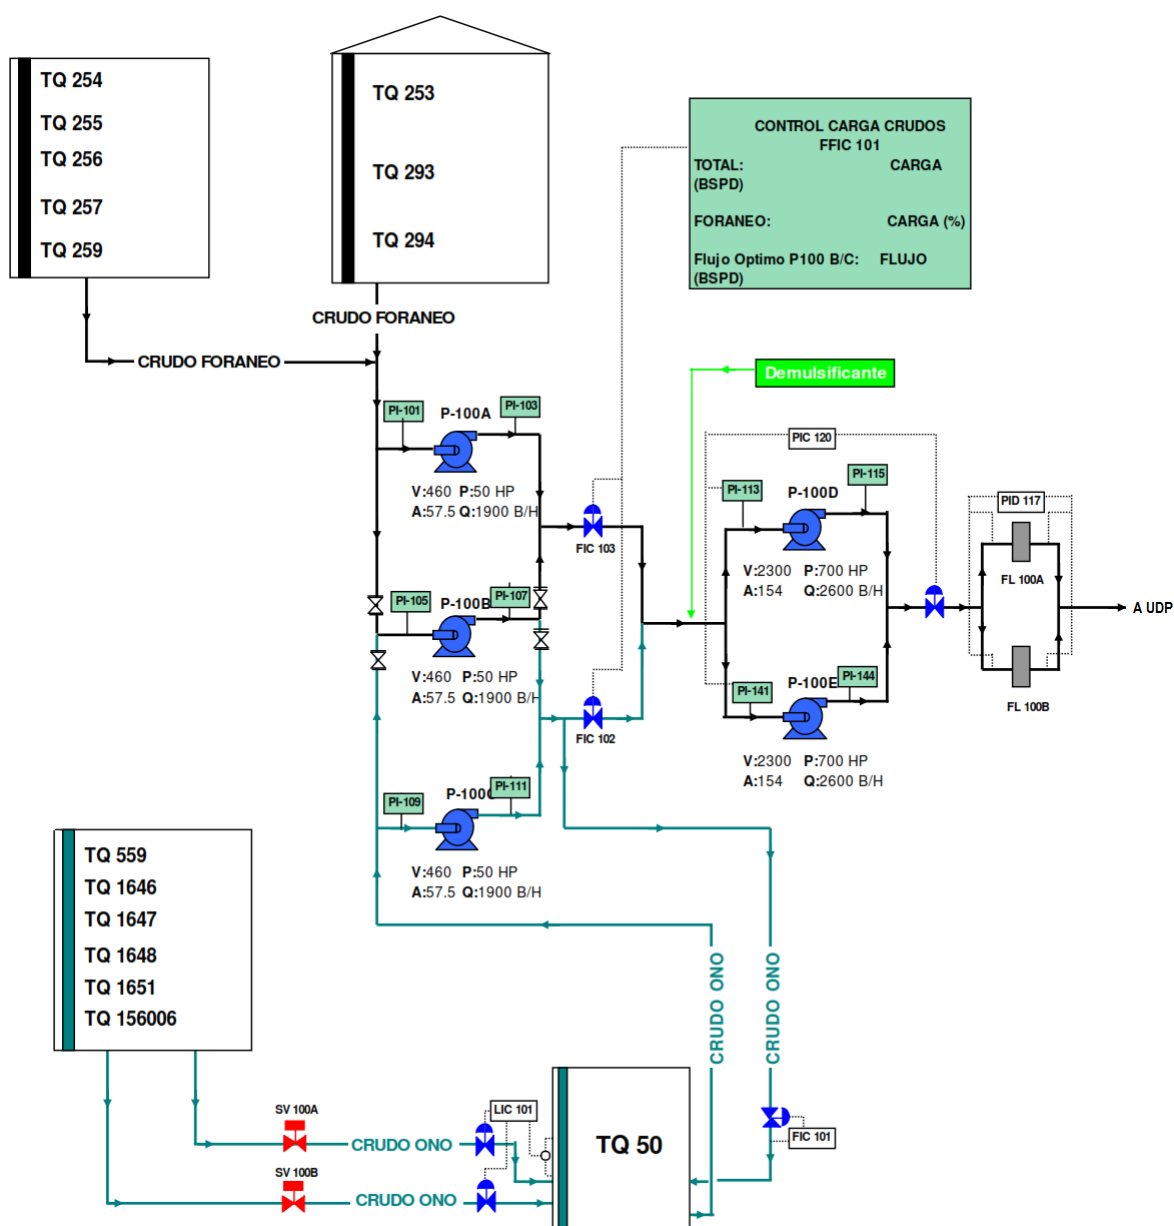 TQ 254
TQ 255
TQ 256
TQ 257
TQ 259
TQ 253
TQ 293
TQ 294
CONTROL CARGA CRUDOS
FFIC 101
TOTAL: CARGA
(BSPD)
FORANEO: CARGA (%)
Flujo Optimo P100 B/C: FLUJO
(BSPD)
CRUDO FORANEO
CRUDO FORANEO
Demulsificante
PI-101
P-100A
PI-103
V:460 P:50 HP
A:57.5 Q:1900 B/H
FIC 103
PI-105
P-100B
PI-107
V:460 P:50 HP
A:57.5 Q:1900 B/H
FIC 102
PI-109
P-100C
PI-111
V:460 P:50 HP
A:57.5 Q:1900 B/H
PIC 120
PI-113
P-100D
PI-115
V:2300 P:700 HP
A:154 Q:2600 B/H
PI-141
P-100E
PI-144
V:2300 P:700 HP
A:154 Q:2600 B/H
PID 117
FL 100A
FL 100B
A UDP
TQ 559
TQ 1646
TQ 1647
TQ 1648
TQ 1651
TQ 156006
SV 100A
CRUDO ONO
SV 100B
CRUDO ONO
LIC 101
TQ 50
CRUDO ONO
CRUDO ONO
FIC 101